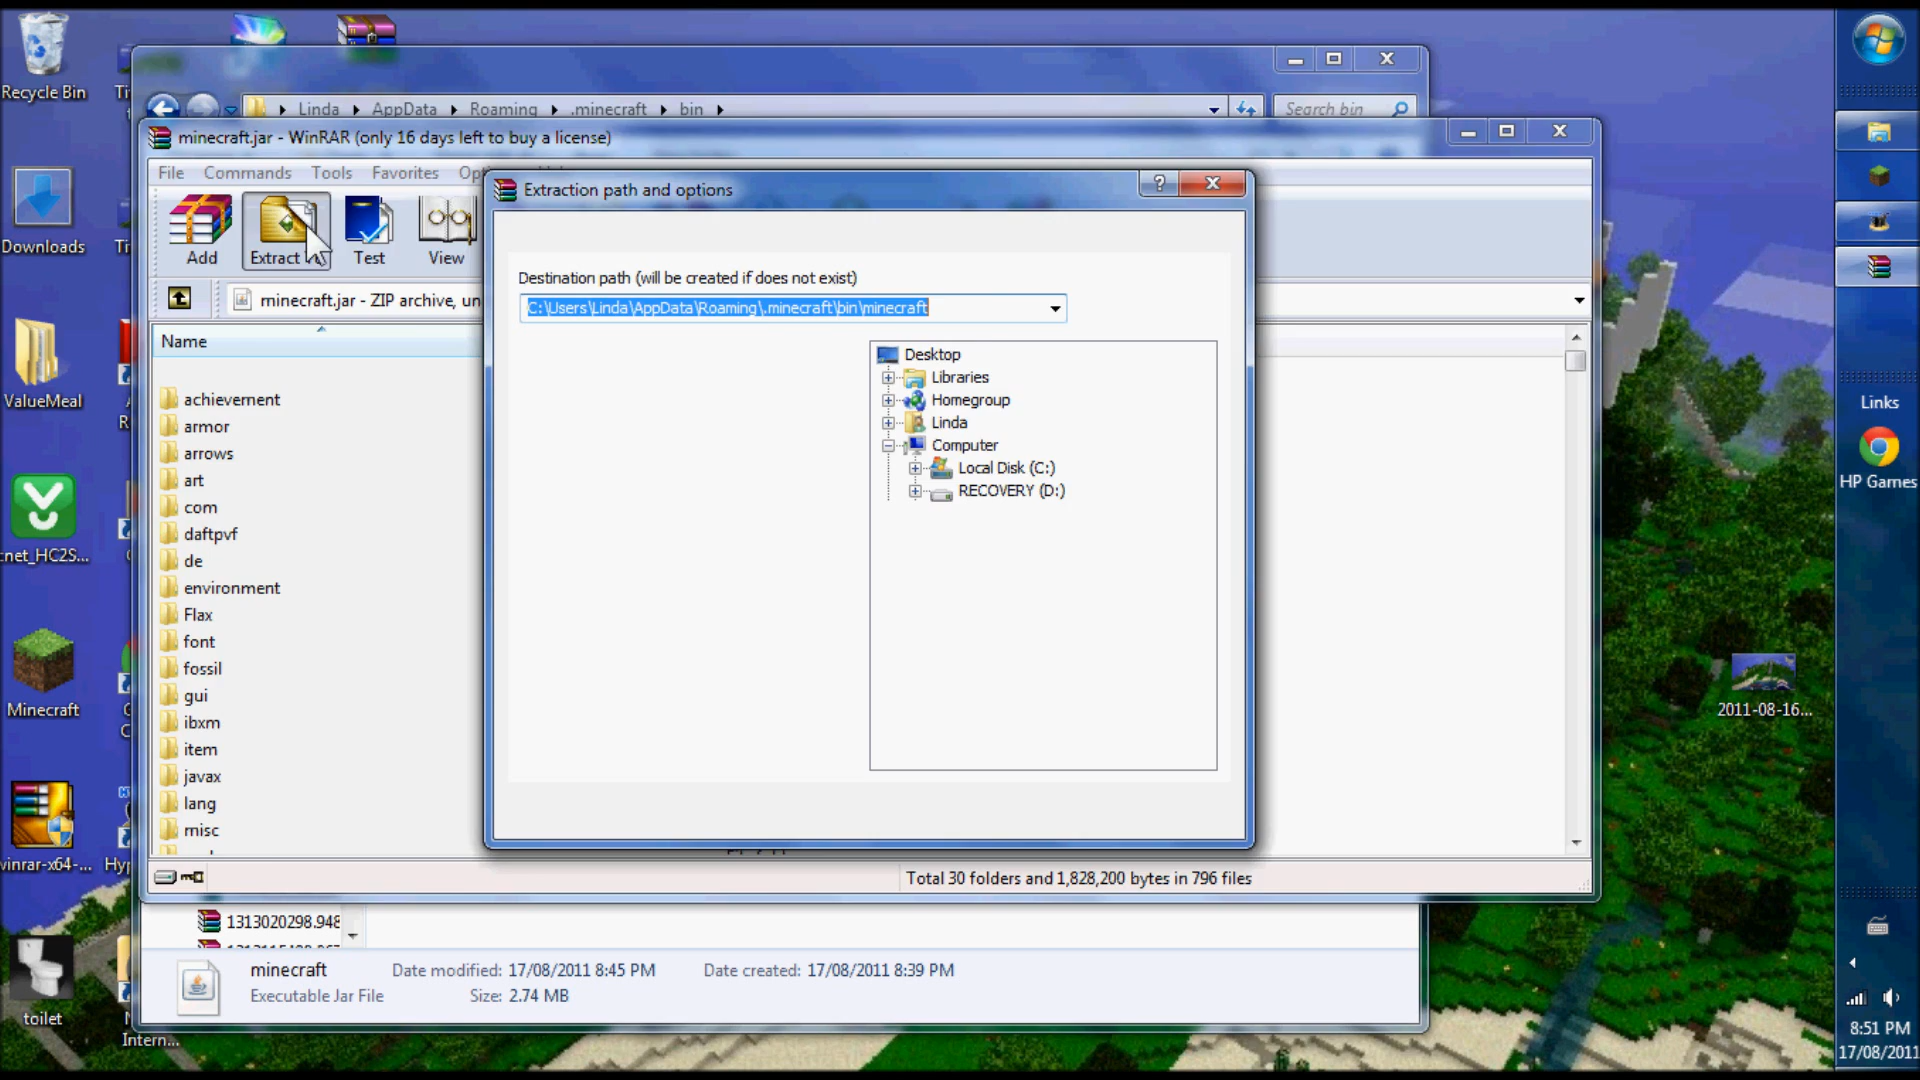 Recycle Bin
Downloads
ValueMeal
Minecraft
toilet
Intern...
Linda
AppData
Roaming
.minecraft
bin
Search bin
minecraft.jar - WinRAR (only 16 days left to buy a license)
File Commands Tools Favorites
Add
Extract
Test
View
minecraft.jar - ZIP archive, un
Name
achievement
armor
arrows
art
com
daftpvf
de
environment
Flax
font
fossil
gui
ibxm
item
javax
lang
misc
Extraction path and options
?
Destination path (will be created if does not exist)
C:\Users\Linda\AppData\Roaming\.minecraft\bin\minecraft
Desktop
Libraries
Homegroup
Linda
Computer
Local Disk (C:)
RECOVERY (D:)
Total 30 folders and 1,828,200 bytes in 796 files
1313020298.948
minecraft
Date modified: 17/08/2011 8:45 PM
Date created: 17/08/2011 8:39 PM
Executable Jar File
Size: 2.74 MB
2011-08-16...
Links
HP Games
8:51 PM
17/08/2011